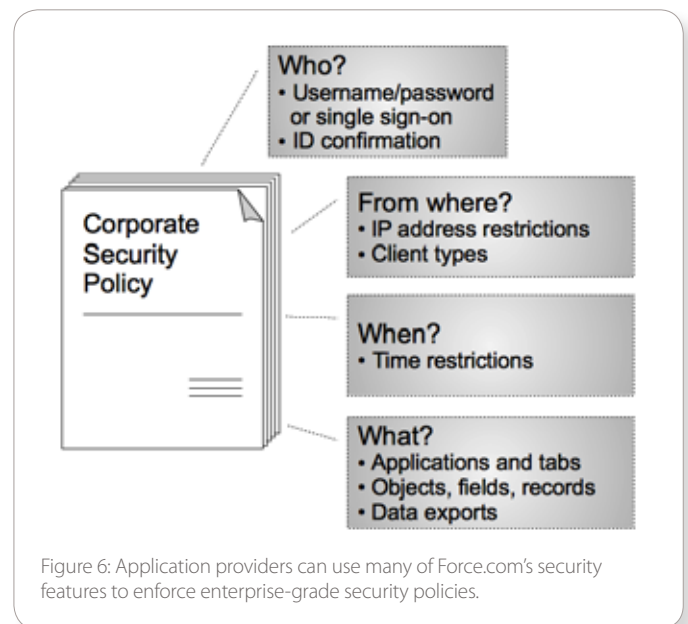 Who?
• Username/password
or single sign-on
• ID confirmation
Corporate
Security
Policy
From where?
• IP address restrictions
• Client types
When?
• Time restrictions
What?
• Applications and tabs
• Objects, fields, records
• Data exports
Figure 6: Application providers can use many of Force.com’s security
features to enforce enterprise-grade security policies.